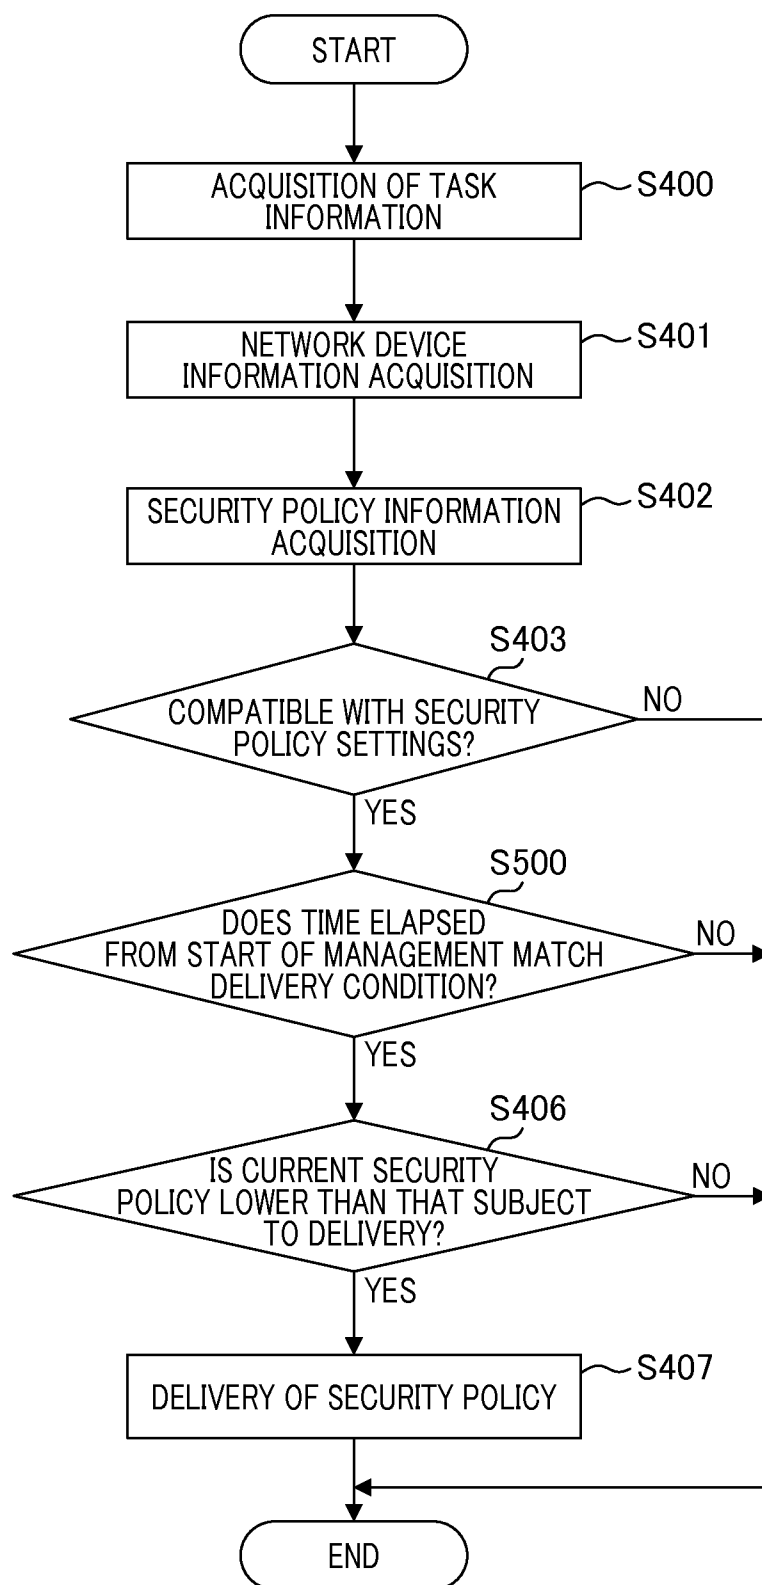 START
ACQUISITION OF TASK
INFORMATION
S400
NETWORK DEVICE
INFORMATION ACQUISITION
S401
SECURITY POLICY INFORMATION
ACQUISITION
S402
S403
COMPATIBLE WITH SECURITY
POLICY SETTINGS?
NO
YES
S500
DOES TIME ELAPSED
FROM START OF MANAGEMENT MATCH
DELIVERY CONDITION?
NO
YES
S406
IS CURRENT SECURITY
POLICY LOWER THAN THAT SUBJECT
TO DELIVERY?
NO
YES
DELIVERY OF SECURITY POLICY
S407
END